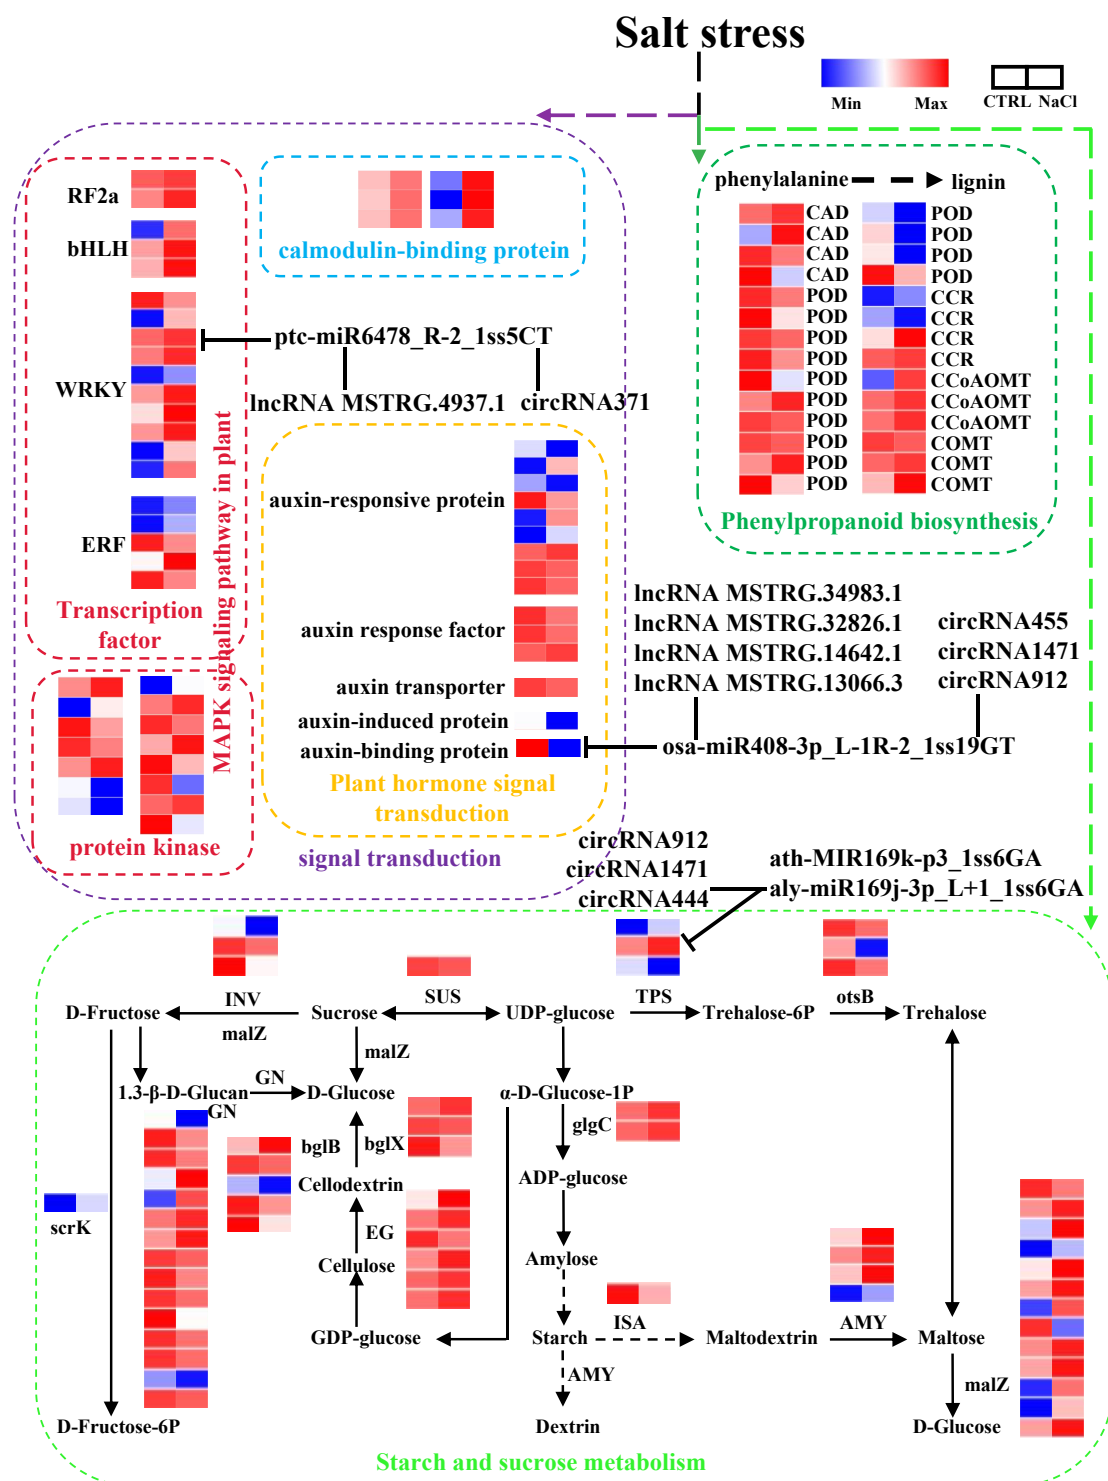 Salt stress
Min Max
CTRL NaCl
RF2a
bHLH
WRKY
ERF
Transcription
factor
MAPK signaling pathway in plant
protein kinase
calmodulin-binding protein
ptc-miR6478_R-2_1ss5CT
lncRNA MSTRG.4937.1 circRNA371
auxin-responsive protein
auxin response factor
auxin transporter
auxin-induced protein
auxin-binding protein
Plant hormone signal
transduction
signal transduction
phenylalanine lignin
CAD POD
CAD POD
CAD POD
CAD POD
POD CCR
POD CCR
POD CCR
POD CCR
POD CCoAOMT
POD CCoAOMT
POD CCoAOMT
POD COMT
POD COMT
POD COMT
Phenylpropanoid biosynthesis
lncRNA MSTRG.34983.1
lncRNA MSTRG.32826.1
lncRNA MSTRG.14642.1
lncRNA MSTRG.13066.3
circRNA455
circRNA1471
circRNA912
osa-miR408-3p_L-1R-2_1ss19GT
circRNA912
circRNA1471
circRNA444
ath-MIR169k-p3_1ss6GA
aly-miR169j-3p_L+1_1ss6GA
INV SUS TPS otsB
D-Fructose Sucrose UDP-glucose Trehalose-6P Trehalose
malZ
malZ
1.3-β-D-Glucan GN D-Glucose α-D-Glucose-1P
GN
glgC
bglB bglX
Cellodextrin ADP-glucose
scrK
EG
Cellulose Amylose
ISA AMY
GDP-glucose Starch Maltodextrin Maltose
AMY
malZ
D-Fructose-6P Dextrin D-Glucose
Starch and sucrose metabolism